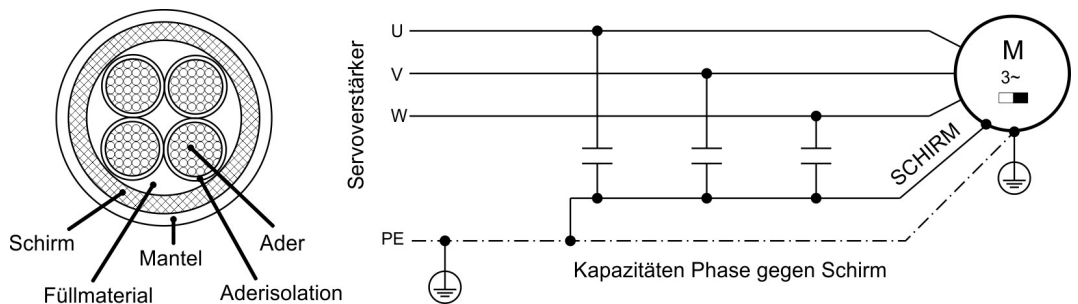 Schirm
Füllmaterial
Mantel
Aderisolation
Ader
Servoverstärker
U
V
W
PE
SCHIRM
M
3~
Kapazitäten Phase gegen Schirm